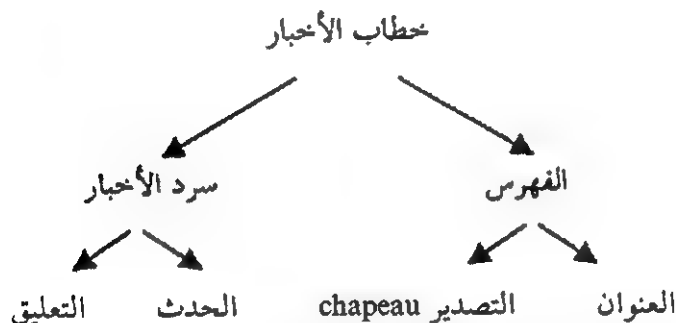 خطاب الأخبار
الفهرس سرد الأخبار
العنوان التصدير chapeau الحدث التعليق